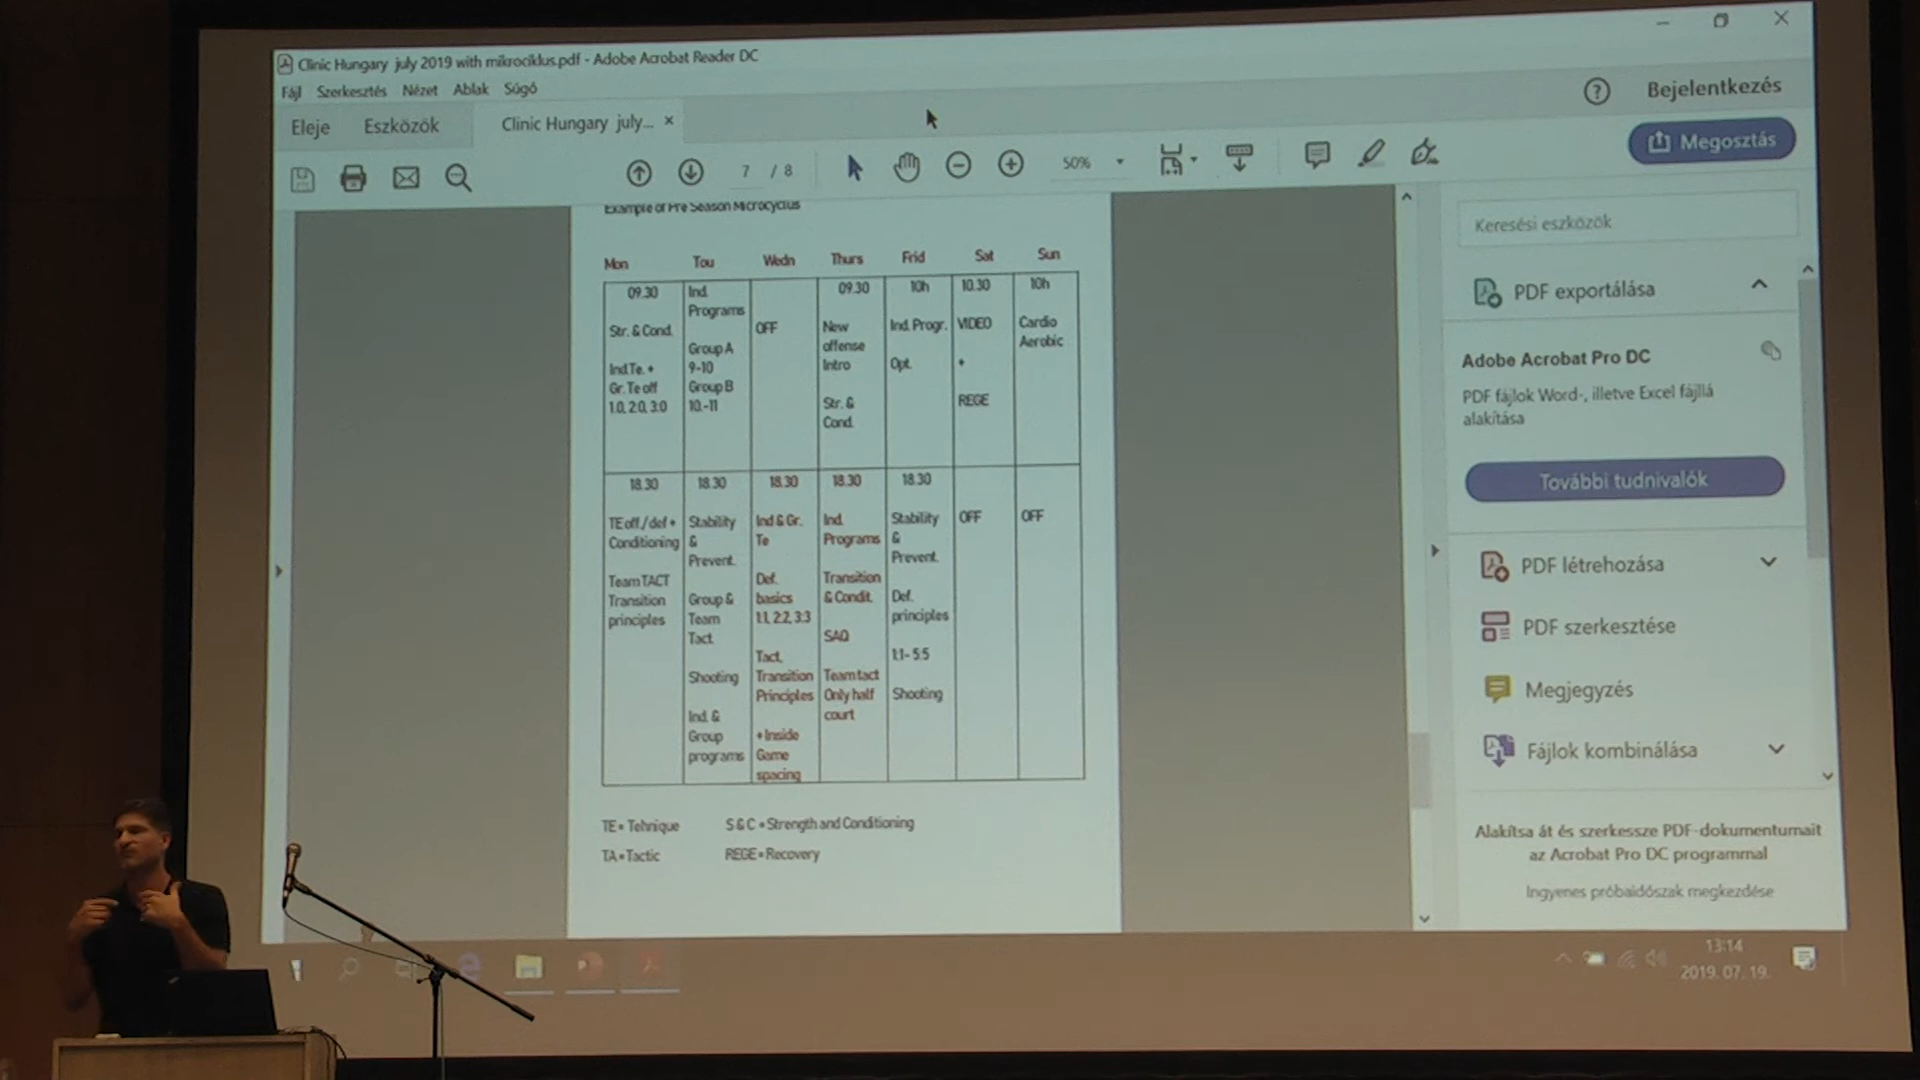 Clinic Hungary july 2019 with mikrociklus.pdf - Adobe Acrobat Reader DC
Fájl Szerkesztés Nézet Ablak Súgó
Bejelentkezés
Eleje Eszközök Clinic Hungary july... ×
7 / 8 50% Megosztás
Example of Pre Season Microcyclus
Mon Tou Wedn Thurs Frid Sat Sun
09.30
Str. & Cond.
Ind.Te. +
Gr. Te off
1:0, 2:0, 3:0
Ind.
Programs
Group A
9-10
Group B
10.-11
OFF
09.30
New
offense
Intro
Str. &
Cond.
10h
Ind. Progr.
Opt.
10.30
VIDEO
+
REGE
10h
Cardio
Aerobic
18.30
TE off./def +
Conditioning
Team TACT
Transition
principles
18.30
Stability
&
Prevent.
Group &
Team
Tact.
Shooting
Ind. &
Group
programs
18.30
Ind & Gr.
Te
Def.
basics
1:1, 2:2, 3:3
Tact.
Transition
Principles
+ Inside
Game
spacing
18.30
Ind.
Programs
Transition
& Condit.
SAQ
Team tact
Only half
court
18.30
Stability
&
Prevent.
Def.
principles
1:1- 5:5
Shooting
OFF
OFF
TE = Tehnique S & C = Strength and Conditioning
TA = Tactic REGE = Recovery
Keresési eszközök
PDF exportálása
Adobe Acrobat Pro DC
PDF fájlok Word-, illetve Excel fájllá
alakítása
További tudnivalók
PDF létrehozása
PDF szerkesztése
Megjegyzés
Fájlok kombinálása
Alakítsa át és szerkessze PDF-dokumentumait
az Acrobat Pro DC programmal
Ingyenes próbaidőszak megkezdése
13:14
2019. 07. 19.